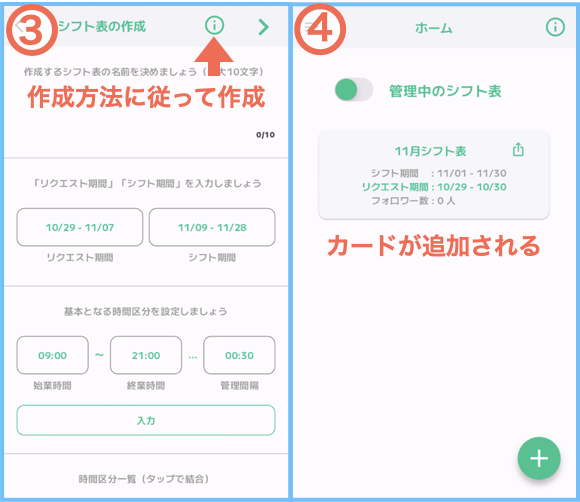 ③
シフト表の作成
作成するシフト表の名前を決めましょう（
大10文字）
作成方法に従って作成
0/10
「リクエスト期間」「シフト期間」を入力しましょう
10/29 - 11/07
11/09 - 11/28
リクエスト期間
シフト期間
基本となる時間区分を設定しましょう
09:00 ～ 21:00 ... 00:30
始業時間
終業時間
管理間隔
入力
時間区分一覧（タップで結合）
④
ホーム
管理中のシフト表
11月シフト表
シフト期間 : 11/01 - 11/30
リクエスト期間 : 10/29 - 10/30
フォロワー数 : 0 人
カードが追加される